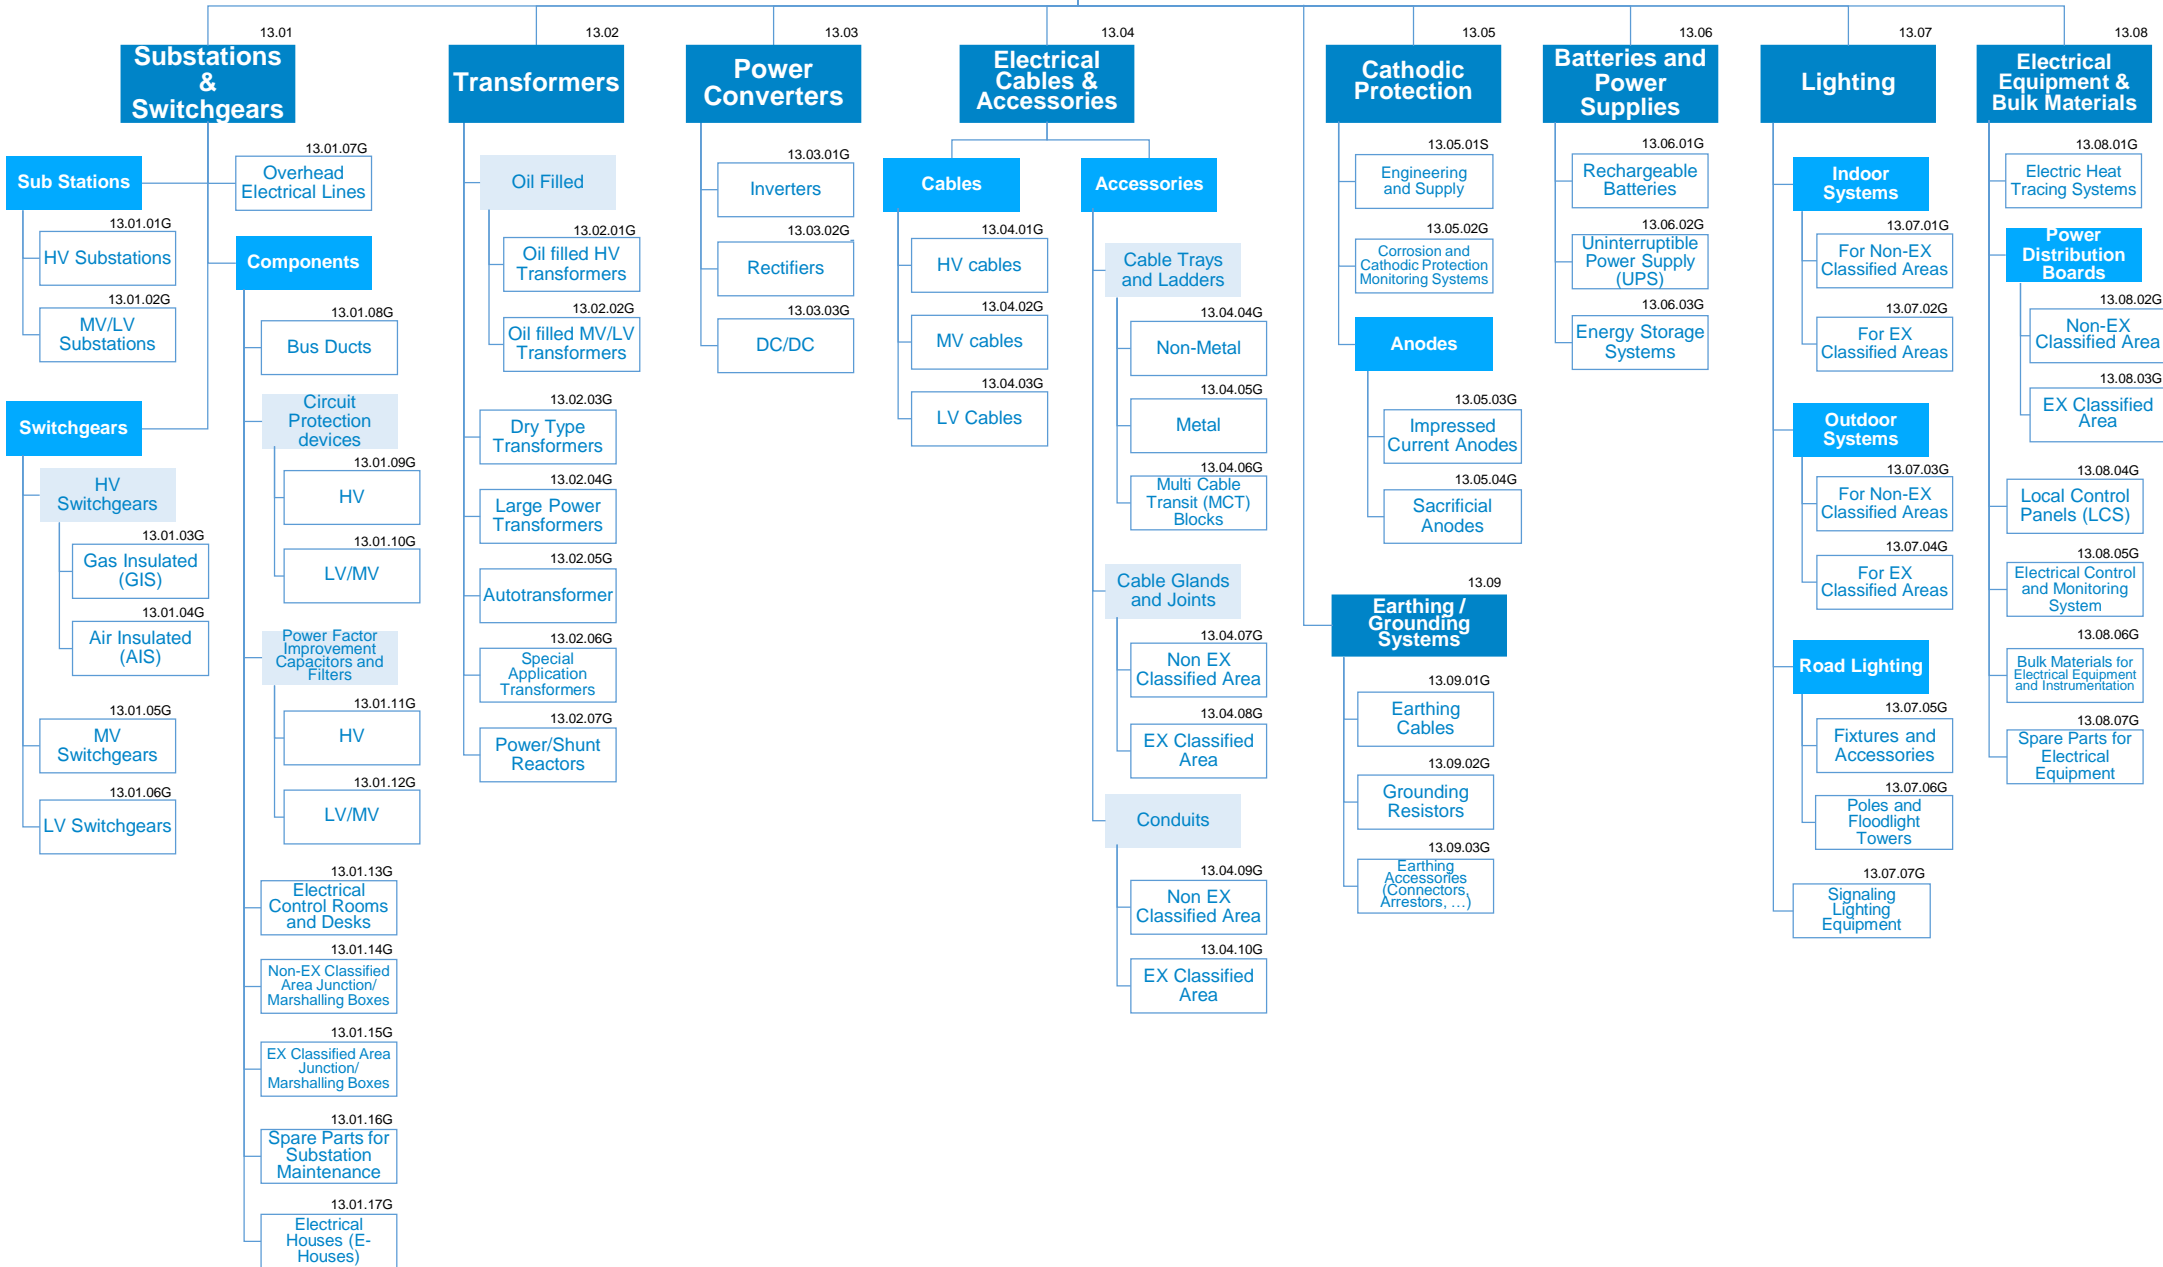 13.01
Substations
&
Switchgears
Sub Stations
13.01.07G
Overhead
Electrical Lines
13.01.01G
HV Substations
13.01.02G
MV/LV
Substations
Switchgears
HV
Switchgears
13.01.03G
Gas Insulated
(GIS)
13.01.04G
Air Insulated
(AIS)
13.01.05G
MV
Switchgears
13.01.06G
LV Switchgears
Components
13.01.08G
Bus Ducts
Circuit
Protection
devices
13.01.09G
HV
13.01.10G
LV/MV
Power Factor
Improvement
Capacitors and
Filters
13.01.11G
HV
13.01.12G
LV/MV
13.01.13G
Electrical
Control Rooms
and Desks
13.01.14G
Non-EX Classified
Area Junction/
Marshalling Boxes
13.01.15G
EX Classified Area
Junction/
Marshalling Boxes
13.01.16G
Spare Parts for
Substation
Maintenance
13.01.17G
Electrical
Houses (E-
Houses)
13.02
Transformers
Oil Filled
13.02.01G
Oil filled HV
Transformers
13.02.02G
Oil filled MV/LV
Transformers
13.02.03G
Dry Type
Transformers
13.02.04G
Large Power
Transformers
13.02.05G
Autotransformer
13.02.06G
Special
Application
Transformers
13.02.07G
Power/Shunt
Reactors
13.03
Power
Converters
13.03.01G
Inverters
13.03.02G
Rectifiers
13.03.03G
DC/DC
13.04
Electrical
Cables &
Accessories
Cables
13.04.01G
HV cables
13.04.02G
MV cables
13.04.03G
LV Cables
Accessories
Cable Trays
and Ladders
13.04.04G
Non-Metal
13.04.05G
Metal
13.04.06G
Multi Cable
Transit (MCT)
Blocks
Cable Glands
and Joints
13.04.07G
Non EX
Classified Area
13.04.08G
EX Classified
Area
Conduits
13.04.09G
Non EX
Classified Area
13.04.10G
EX Classified
Area
13.05
Cathodic
Protection
13.05.01S
Engineering
and Supply
13.05.02G
Corrosion and
Cathodic Protection
Monitoring Systems
Anodes
13.05.03G
Impressed
Current Anodes
13.05.04G
Sacrificial
Anodes
13.09
Earthing /
Grounding
Systems
13.09.01G
Earthing
Cables
13.09.02G
Grounding
Resistors
13.09.03G
Earthing
Accessories
(Connectors,
Arrestors, …)
13.06
Batteries and
Power
Supplies
13.06.01G
Rechargeable
Batteries
13.06.02G
Uninterruptible
Power Supply
(UPS)
13.06.03G
Energy Storage
Systems
13.07
Lighting
Indoor
Systems
13.07.01G
For Non-EX
Classified Areas
13.07.02G
For EX
Classified Areas
Outdoor
Systems
13.07.03G
For Non-EX
Classified Areas
13.07.04G
For EX
Classified Areas
Road Lighting
13.07.05G
Fixtures and
Accessories
13.07.06G
Poles and
Floodlight
Towers
13.07.07G
Signaling
Lighting
Equipment
13.08
Electrical
Equipment &
Bulk Materials
13.08.01G
Electric Heat
Tracing Systems
Power
Distribution
Boards
13.08.02G
Non-EX
Classified Area
13.08.03G
EX Classified
Area
13.08.04G
Local Control
Panels (LCS)
13.08.05G
Electrical Control
and Monitoring
System
13.08.06G
Bulk Materials for
Electrical Equipment
and Instrumentation
13.08.07G
Spare Parts for
Electrical
Equipment